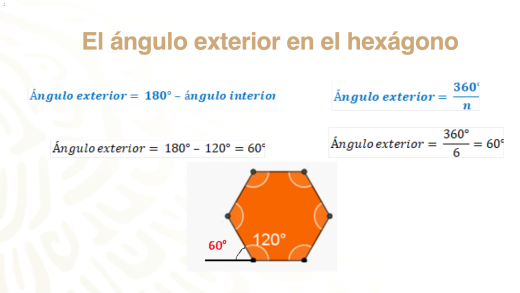 El ángulo exterior en el hexágono
Ángulo exterior = 180° – ángulo interior
Ángulo exterior = 360° / n
Ángulo exterior = 180° – 120° = 60°
Ángulo exterior = 360° / 6 = 60°
60°
120°